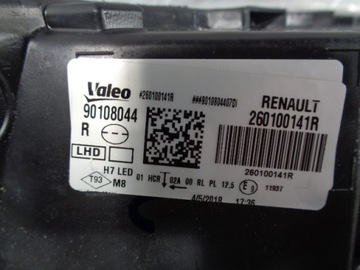 Valeo
#260100141R
###9010804407DI
90108044
RENAULT
260100141R
R
LHD
H7 LED 01 HCR 02A 00 RL PL 12.5 E 11937
T93 M8
260100141R
4/5/2018 17:36